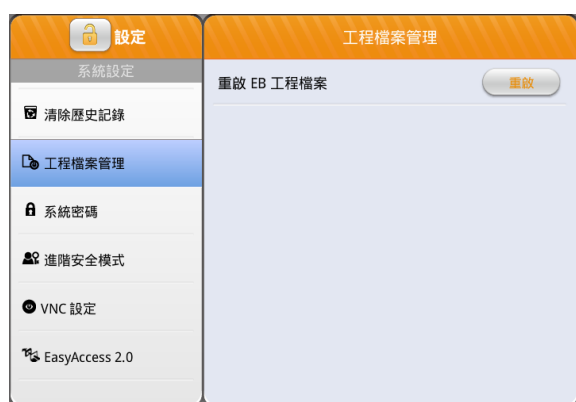 設定
系統設定
清除歷史記錄
工程檔案管理
系統密碼
進階安全模式
VNC 設定
EasyAccess 2.0
工程檔案管理
重啟 EB 工程檔案
重啟